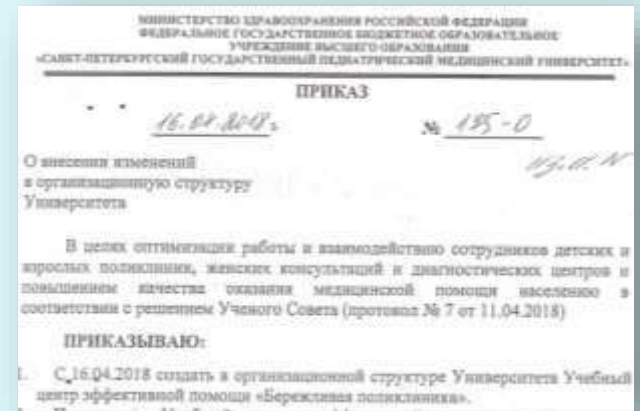 МИНИСТЕРСТВО ЗДРАВООХРАНЕНИЯ РОССИЙСКОЙ ФЕДЕРАЦИИ
ФЕДЕРАЛЬНОЕ ГОСУДАРСТВЕННОЕ БЮДЖЕТНОЕ ОБРАЗОВАТЕЛЬНОЕ
УЧРЕЖДЕНИЕ ВЫСШЕГО ОБРАЗОВАНИЯ
«САНКТ-ПЕТЕРБУРГСКИЙ ГОСУДАРСТВЕННЫЙ ПЕДИАТРИЧЕСКИЙ МЕДИЦИНСКИЙ УНИВЕРСИТЕТ»
ПРИКАЗ
16.04.2018г № 195-О
О внесении изменений
в организационную структуру
Университета
В целях оптимизации работы и взаимодействию сотрудников детских и
взрослых поликлиник, женских консультаций и диагностических центров и
повышением качества оказания медицинской помощи населению в
соответствии с решением Ученого Совета (протокол № 7 от 11.04.2018)
ПРИКАЗЫВАЮ:
1. С 16.04.2018 создать в организационной структуре Университета Учебный
центр эффективной помощи «Бережливая поликлиника».